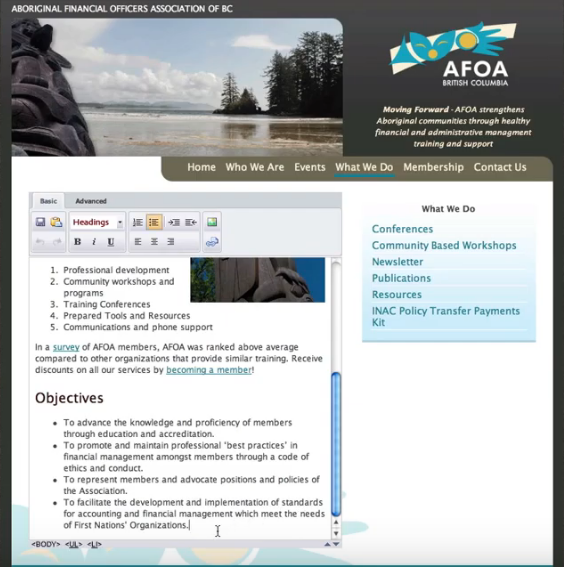 ABORIGINAL FINANCIAL OFFICERS ASSOCIATION OF BC
AFOA
BRITISH COLUMBIA
Moving Forward - AFOA strengthens
Aboriginal communities through healthy
financial and administrative managment
training and support
Home Who We Are Events What We Do Membership Contact Us
Basic Advanced
Headings
B i U
1. Professional development
2. Community workshops and
programs
3. Training Conferences
4. Prepared Tools and Resources
5. Communications and phone support
In a survey of AFOA members, AFOA was ranked above average
compared to other organizations that provide similar training. Receive
discounts on all our services by becoming a member!
Objectives
• To advance the knowledge and proficiency of members
through education and accreditation.
• To promote and maintain professional 'best practices' in
financial management amongst members through a code of
ethics and conduct.
• To represent members and advocate positions and policies of
the Association.
• To facilitate the development and implementation of standards
for accounting and financial management which meet the needs
of First Nations' Organizations.
<BODY> <UL> <LI>
What We Do
Conferences
Community Based Workshops
Newsletter
Publications
Resources
INAC Policy Transfer Payments
Kit